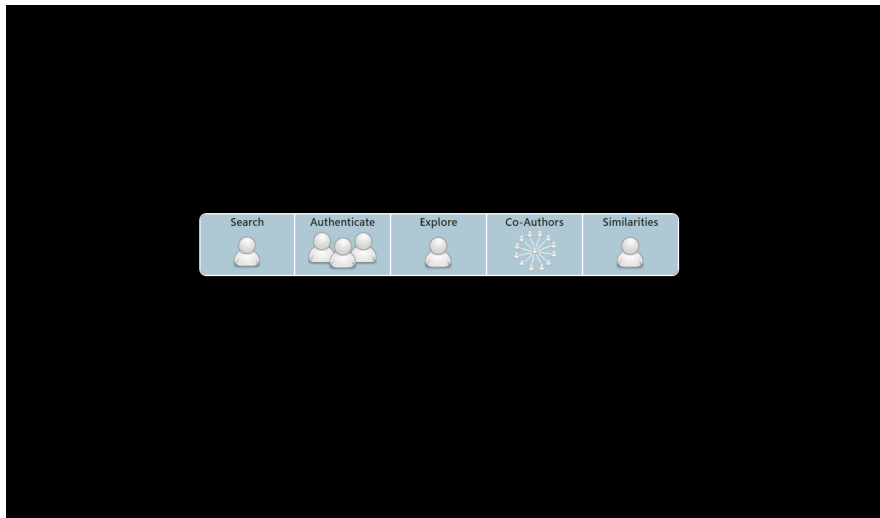 Search
Authenticate
Explore
Co-Authors
Similarities